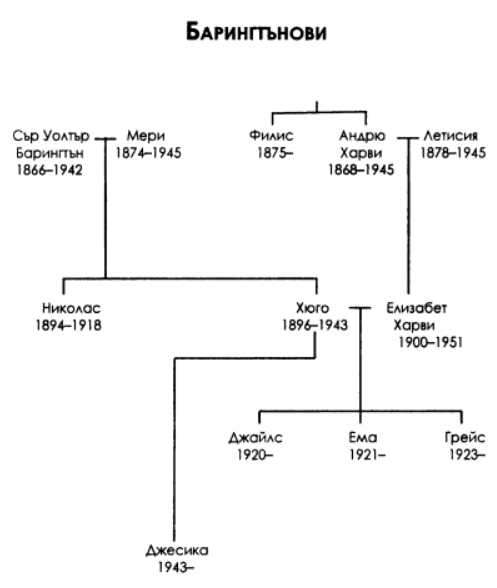 БАРИНГТЪНОВИ
Сър Уолтър Мери Филис Андрю Летисия
Барингтън 1874–1945 1875– Харви 1878–1945
1866–1942 1868–1945
Николас Хюго Елизабет
1894–1918 1896–1943 Харви
1900–1951
Джайлс Ема Грейс
1920– 1921– 1923–
Джесика
1943–